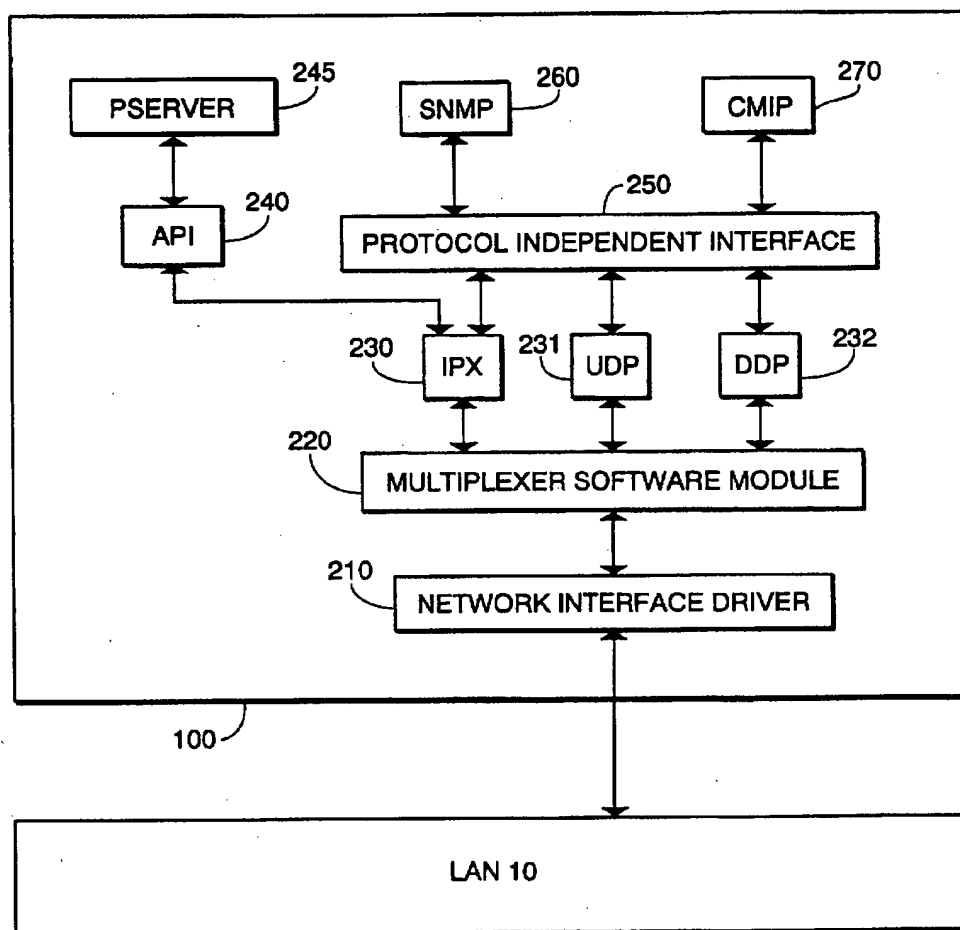 245
PSERVER
260
SNMP
270
CMIP
240
API
250
PROTOCOL INDEPENDENT INTERFACE
230
IPX
231
UDP
232
DDP
220
MULTIPLEXER SOFTWARE MODULE
210
NETWORK INTERFACE DRIVER
100
LAN 10